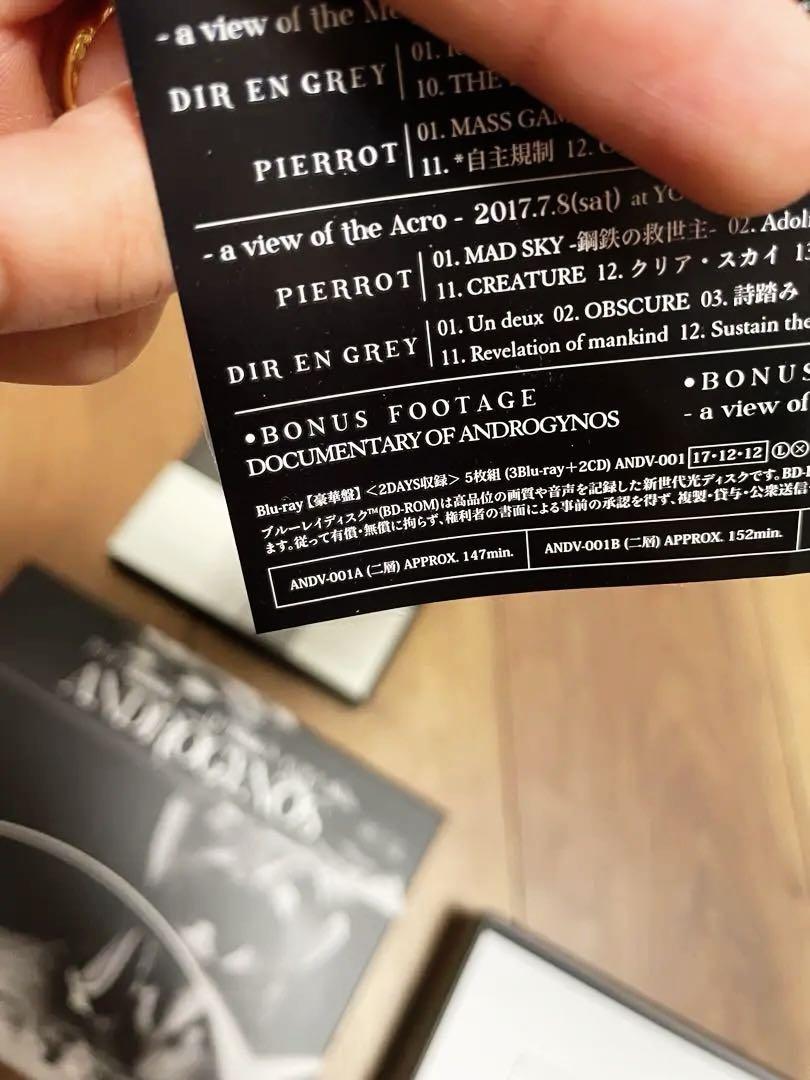 - a view of the
DIR EN GREY
01.
10. THE
PIERROT
01. MASS GAM
11. *自主規制 12.
- a view of the Acro - 2017.7.8(sat) at YO
PIERROT
01. MAD SKY -鋼鉄の救世主- 02. Adol
11. CREATURE 12. クリア・スカイ 13
DIR EN GREY
01. Un deux 02. OBSCURE 03. 詩踏み
11. Revelation of mankind 12. Sustain the
●BONUS FOOTAGE
DOCUMENTARY OF ANDROGYNOS
●BONUS
- a view of
Blu-ray【豪華盤】<2DAYS収録> 5枚組 (3Blu-ray+2CD) ANDV-001 17・12・12 Ⓛ
ブルーレイディスク™(BD-ROM)は高品位の画質や音声を記録した新世代光ディスクです。BD-
ます。従って有償・無償に拘らず、権利者の書面による事前の承認を得ず、複製・貸与・公衆送信
ANDV-001A (二層) APPROX. 147min.
ANDV-001B (二層) APPROX. 152min.
ANDROGYNOS